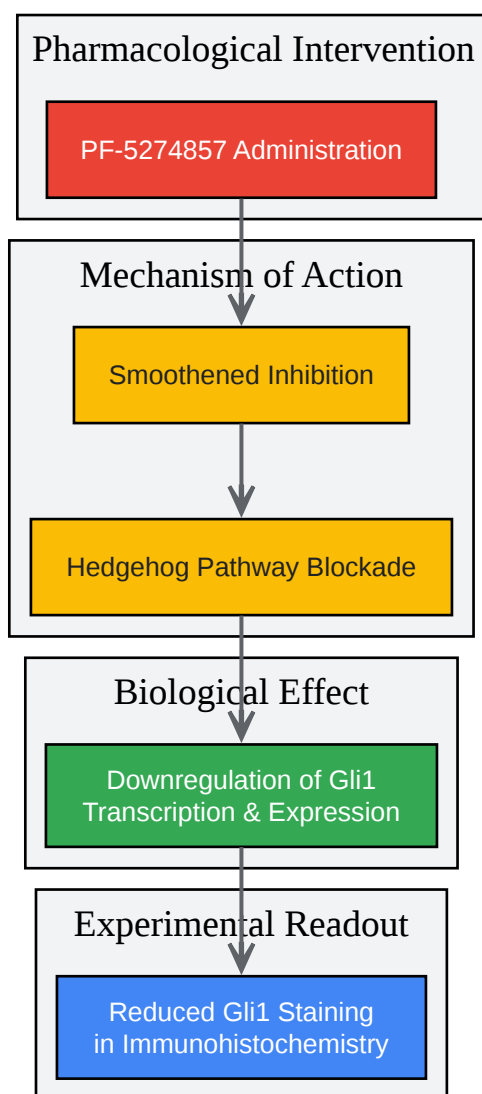 Pharmacological Intervention
PF-5274857 Administration
Mechanism of Action
Smoothened Inhibition
Hedgehog Pathway Blockade
Biological Effect
Downregulation of Gli1
Transcription & Expression
Experimental Readout
Reduced Gli1 Staining
in Immunohistochemistry